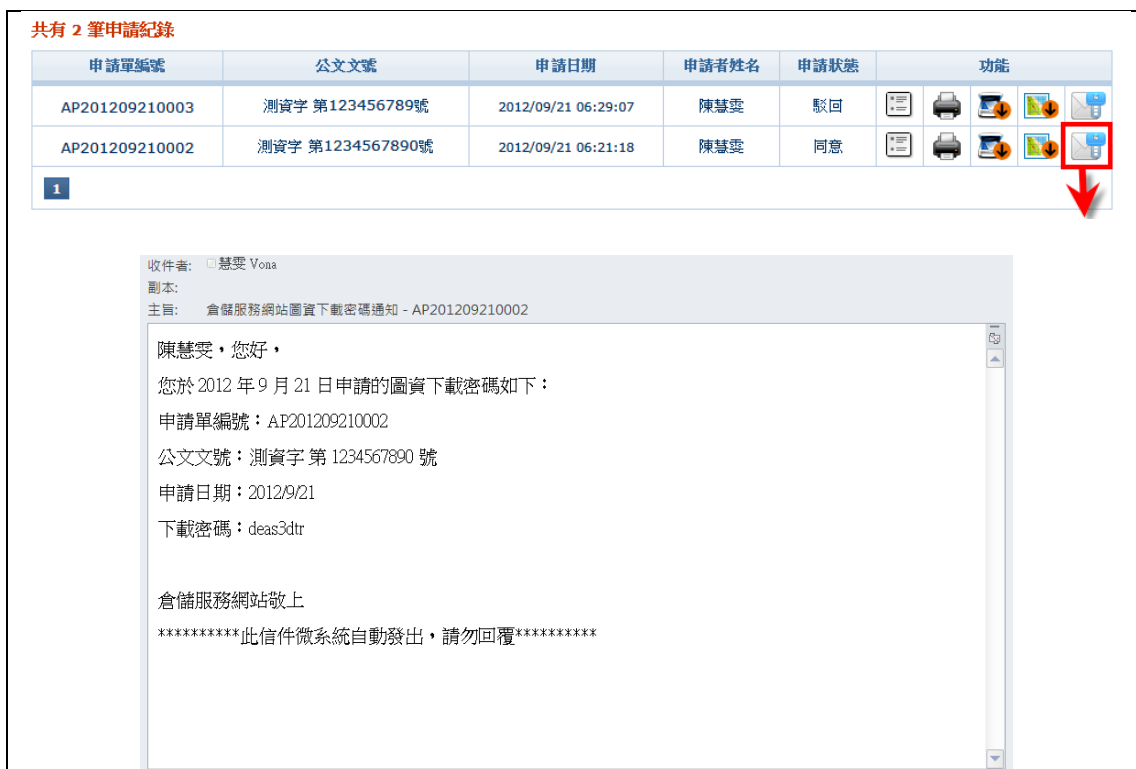 共有 2 筆申請紀錄
申請單編號 公文文號 申請日期 申請者姓名 申請狀態 功能
AP201209210003 測資字 第123456789號 2012/09/21 06:29:07 陳慧雯 駁回
AP201209210002 測資字 第1234567890號 2012/09/21 06:21:18 陳慧雯 同意
1
收件者: 慧雯 Vona
副本:
主旨: 倉儲服務網站圖資下載密碼通知 - AP201209210002
陳慧雯，您好，
您於 2012 年 9 月 21 日申請的圖資下載密碼如下：
申請單編號：AP201209210002
公文文號：測資字 第 1234567890 號
申請日期：2012/9/21
下載密碼：deas3dtr
倉儲服務網站敬上
**********此信件微系統自動發出，請勿回覆**********